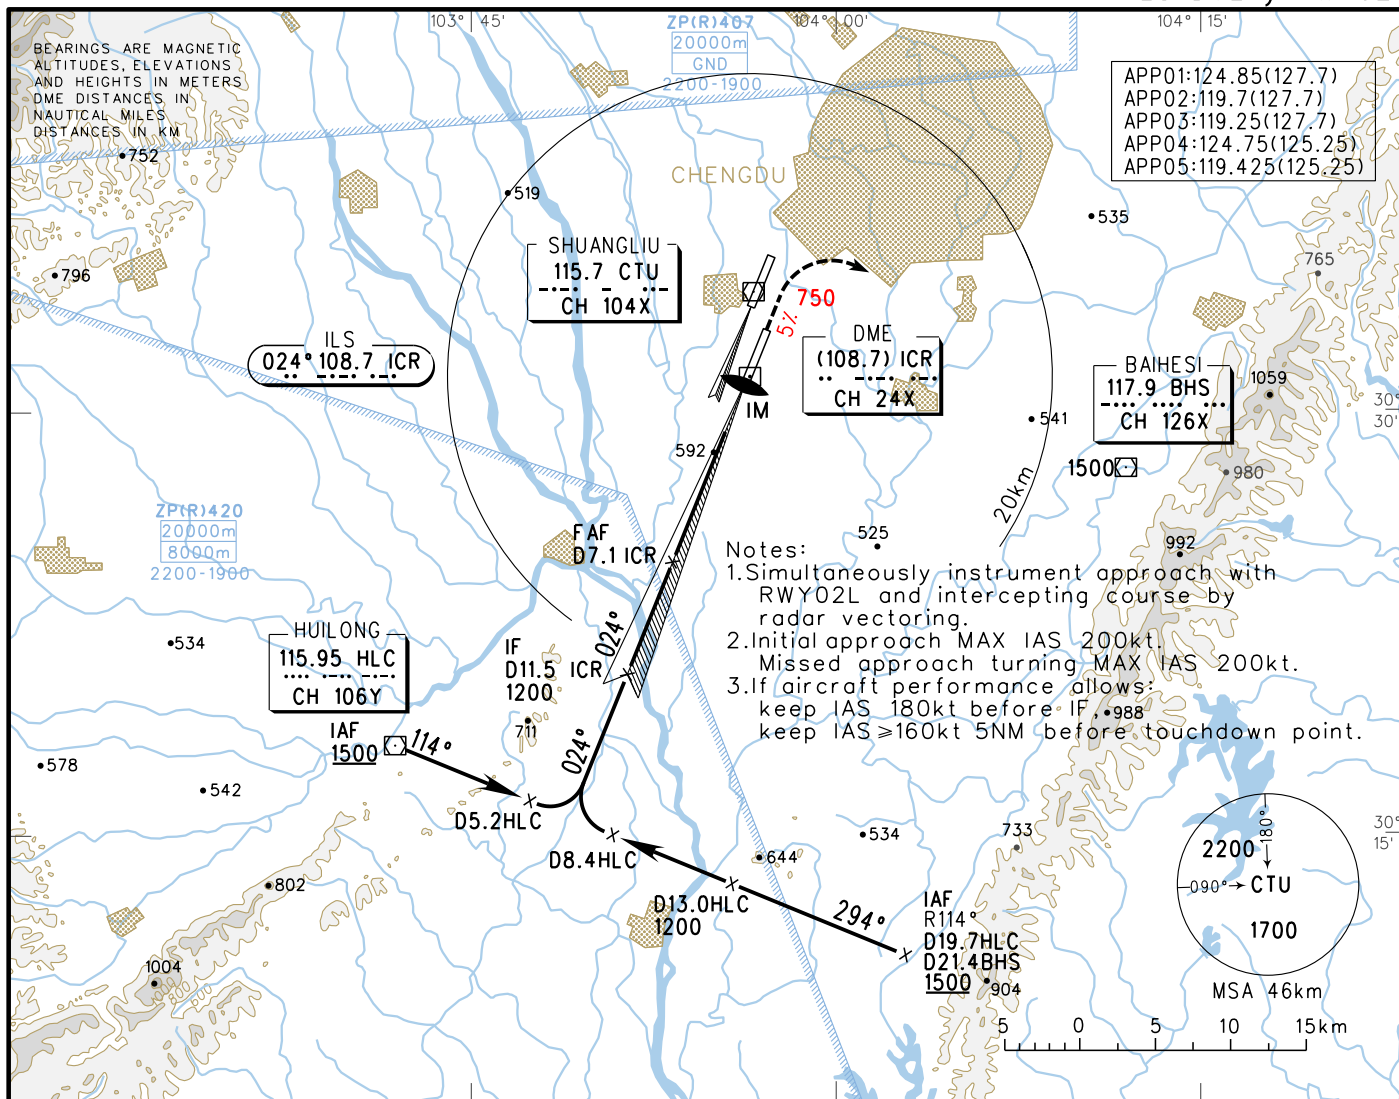 103° 45'
104° 00'
104° 15'
BEARINGS ARE MAGNETIC
ALTITUDES, ELEVATIONS
AND HEIGHTS IN METERS
DME DISTANCES IN
NAUTICAL MILES
DISTANCES IN KM
ZP(R)407
20000m
GND
2200-1900
APP01:124.85(127.7)
APP02:119.7(127.7)
APP03:119.25(127.7)
APP04:124.75(125.25)
APP05:119.425(125.25)
752
519
CHENGDU
535
796
765
SHUANGLIU
115.7 CTU
CH 104X
750
5%
ILS
024° 108.7 ICR
DME
(108.7) ICR
CH 24X
BAIHESI
117.9 BHS
CH 126X
1059
30°
30'
IM
541
592
1500
980
20km
ZP(R)420
20000m
8000m
2200-1900
FAF
D7.1 ICR
525
992
Notes:
1.Simultaneously instrument approach with
RWY02L and intercepting course by
radar vectoring.
2.Initial approach MAX IAS 200kt.
Missed approach turning MAX IAS 200kt.
3.If aircraft performance allows:
keep IAS 180kt before IF,
keep IAS≥160kt 5NM before touchdown point.
988
534
HUILONG
115.95 HLC
CH 106Y
024°
IF
D11.5 ICR
1200
711
IAF
1500
114°
024°
578
542
D5.2HLC
D8.4HLC
534
733
30°
15'
644
802
D13.0HLC
1200
294°
IAF
R114°
D19.7HLC
D21.4BHS
1500
904
1004
2200
180°
090°
CTU
1700
MSA 46km
5 0 5 10 15km